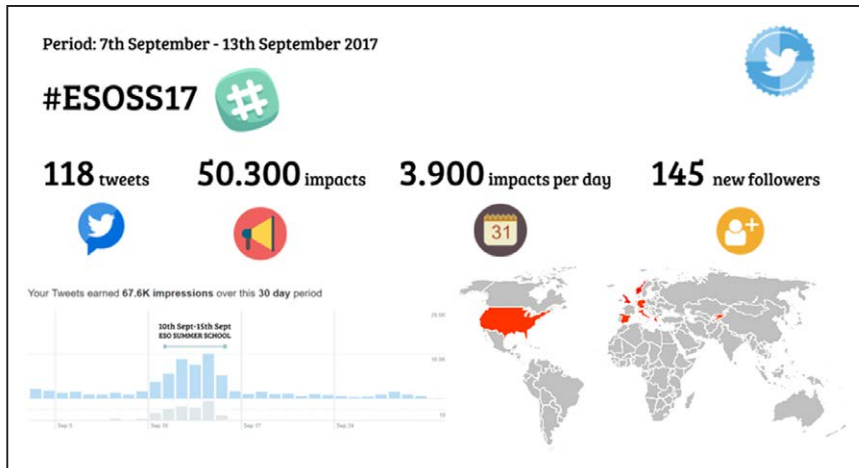 Period: 7th September - 13th September 2017
#ESOSS17
118 tweets
50.300 impacts
3.900 impacts per day
145 new followers
31
Your Tweets earned 67.6K impressions over this 30 day period
10th Sept-15th Sept
ESO SUMMER SCHOOL
10
Sep 3
Sep 10
Sep 17
Sep 24